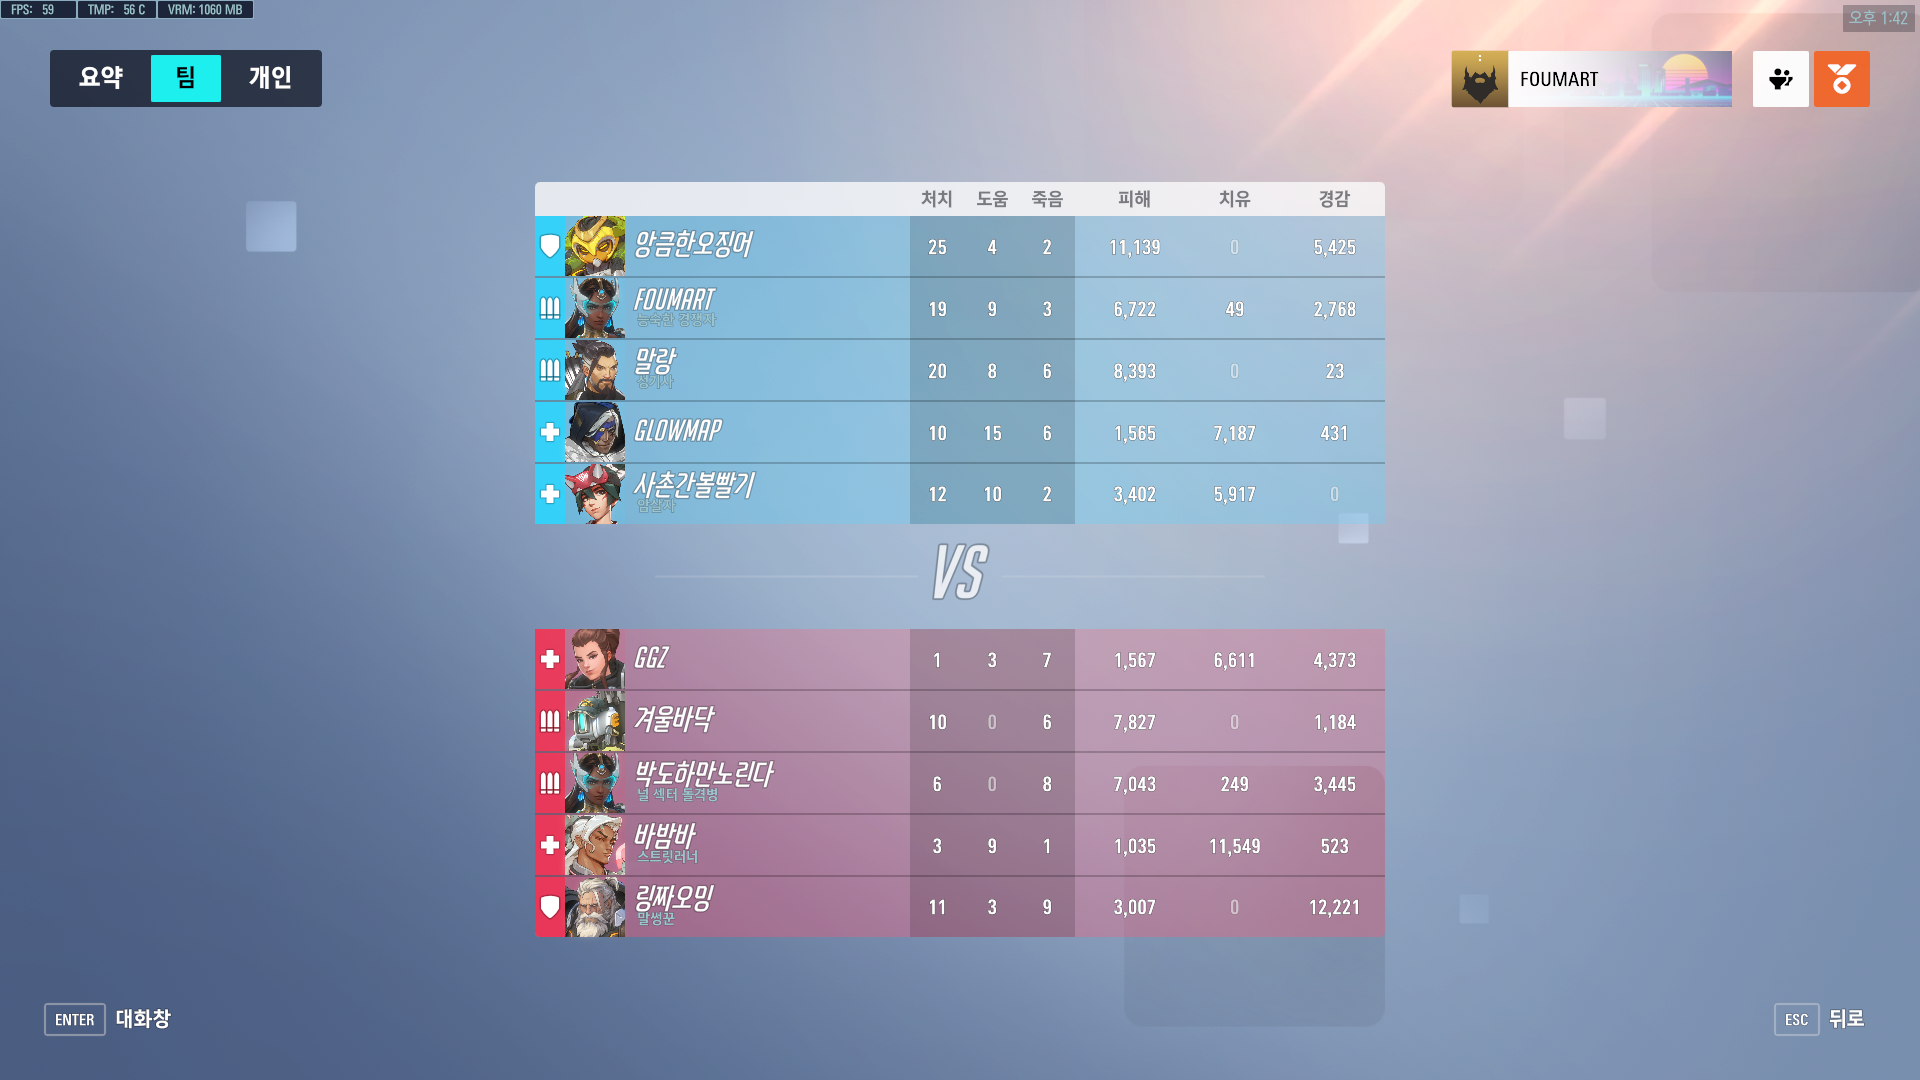 FPS: 59 TMP: 56 C VRM: 1060 MB
오후 1:42
요약 팀 개인
FOUMART
처치 도움 죽음 피해 치유 경감
앙큼한오징어 25 4 2 11,139 0 5,425
FOUMART 19 9 3 6,722 49 2,768
능숙한 경쟁자
말랑 20 8 6 8,393 0 23
성기사
GLOWMAP 10 15 6 1,565 7,187 431
사촌간볼빨기 12 10 2 3,402 5,917 0
암살자
VS
GGZ 1 3 7 1,567 6,611 4,373
겨울바닥 10 0 6 7,827 0 1,184
박도하만노린다 6 0 8 7,043 249 3,445
널 섹터 돌격병
바밤바 3 9 1 1,035 11,549 523
스트릿러너
링짜오밍 11 3 9 3,007 0 12,221
말썽꾼
ENTER 대화창
ESC 뒤로